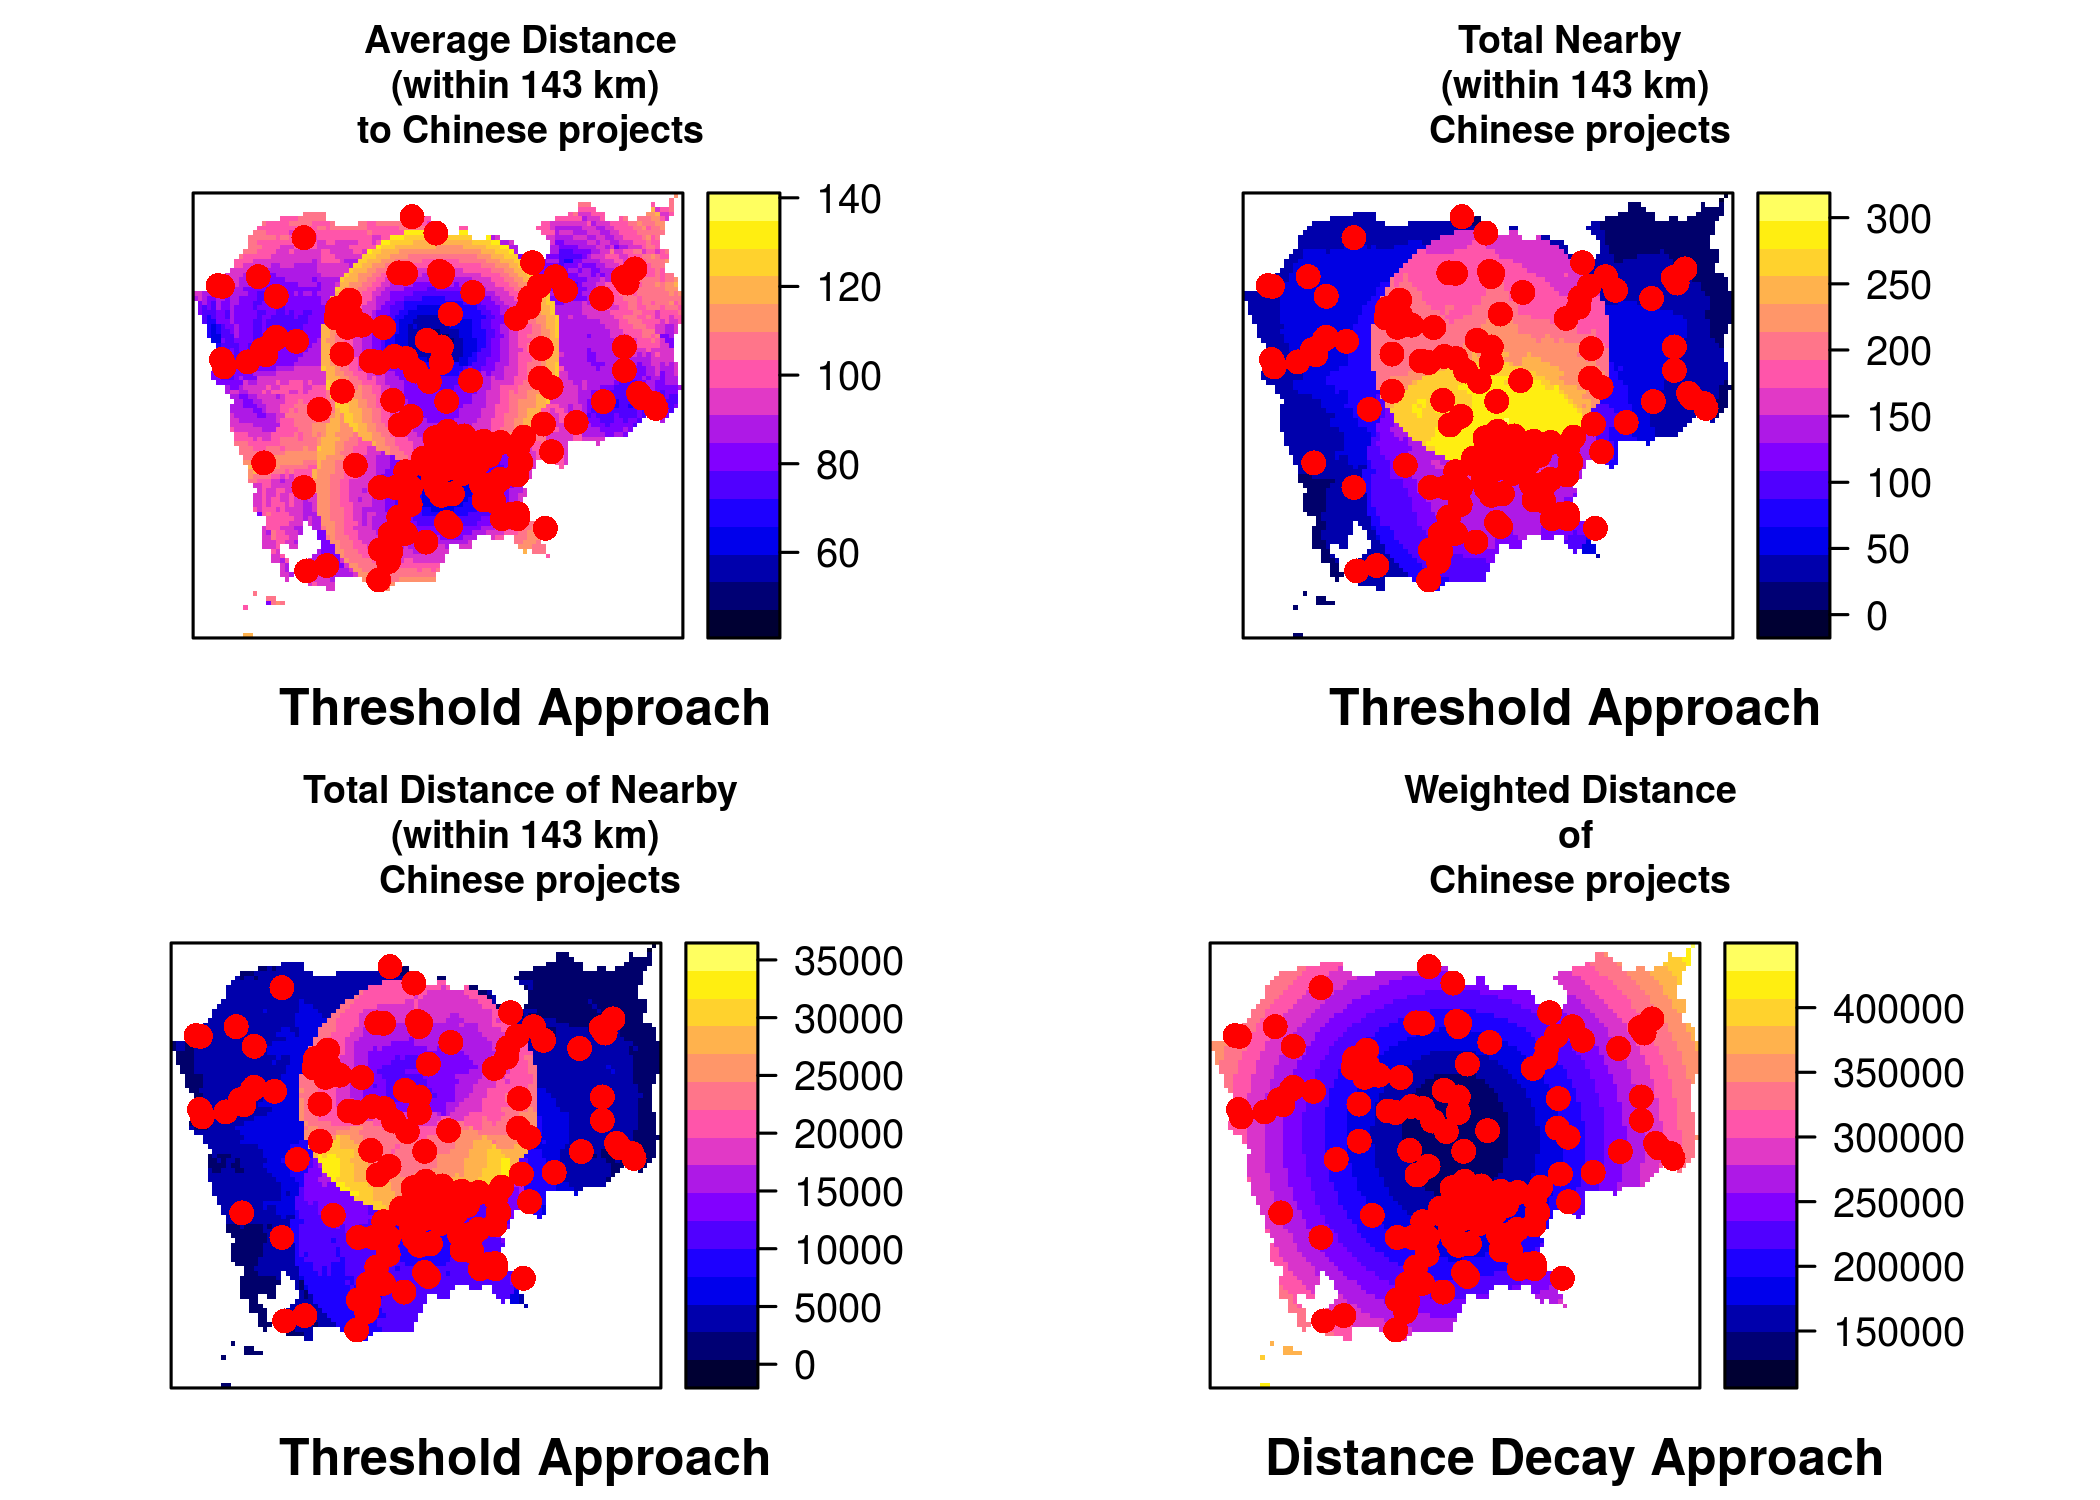 Average Distance
(within 143 km)
to Chinese projects
140
120
100
80
60
Threshold Approach
Total Nearby
(within 143 km)
Chinese projects
300
250
200
150
100
50
0
Threshold Approach
Total Distance of Nearby
(within 143 km)
Chinese projects
35000
30000
25000
20000
15000
10000
5000
0
Threshold Approach
Weighted Distance
of
Chinese projects
400000
350000
300000
250000
200000
150000
Distance Decay Approach